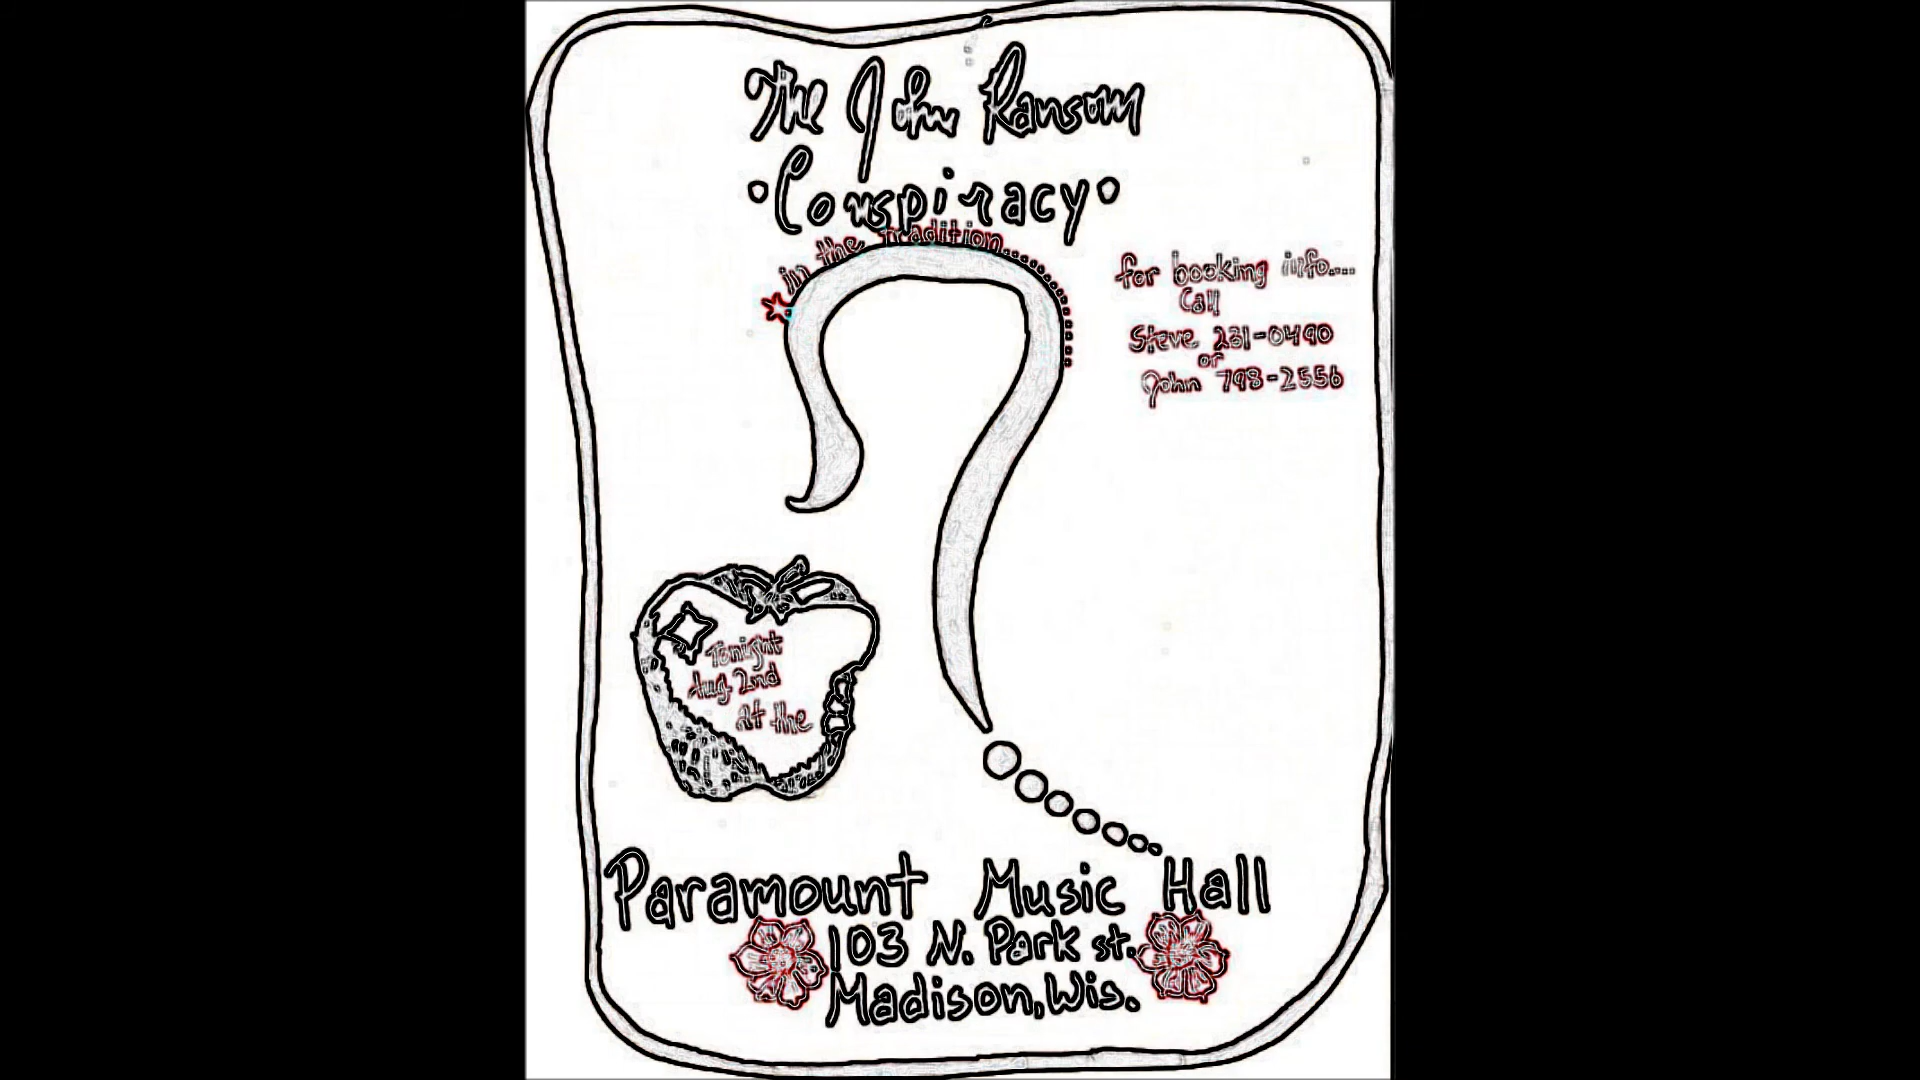 The John Ransom
•Conspiracy•
in the Tradition...............
for booking info....
Call
Steve 231-0490
or
John 798-2556
Tonight
Aug 2nd
at the
Paramount Music Hall
103 N. Park st.
Madison, Wis.